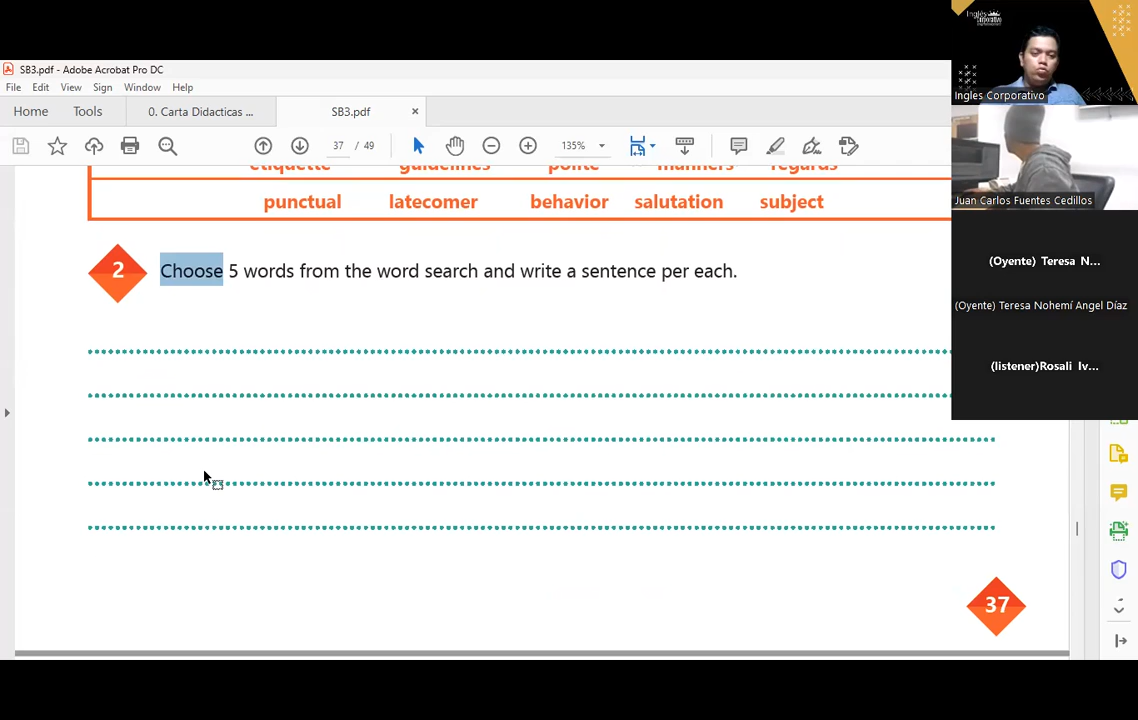 Inglés
Corporativo
SB3.pdf - Adobe Acrobat Pro DC
File Edit View Window Help
Home Tools 0. Carta Didacticas ... SB3.pdf ×
37 / 49 135%
etiquette guidelines polite manners regards
punctual latecomer behavior salutation subject
2 Choose 5 words from the word search and write a sentence per each.
37
Ingles Corporativo
Juan Carlos Fuentes Cedillos
(Oyente) Teresa N...
(Oyente) Teresa Nohemí Angel Díaz
(listener)Rosali Iv...